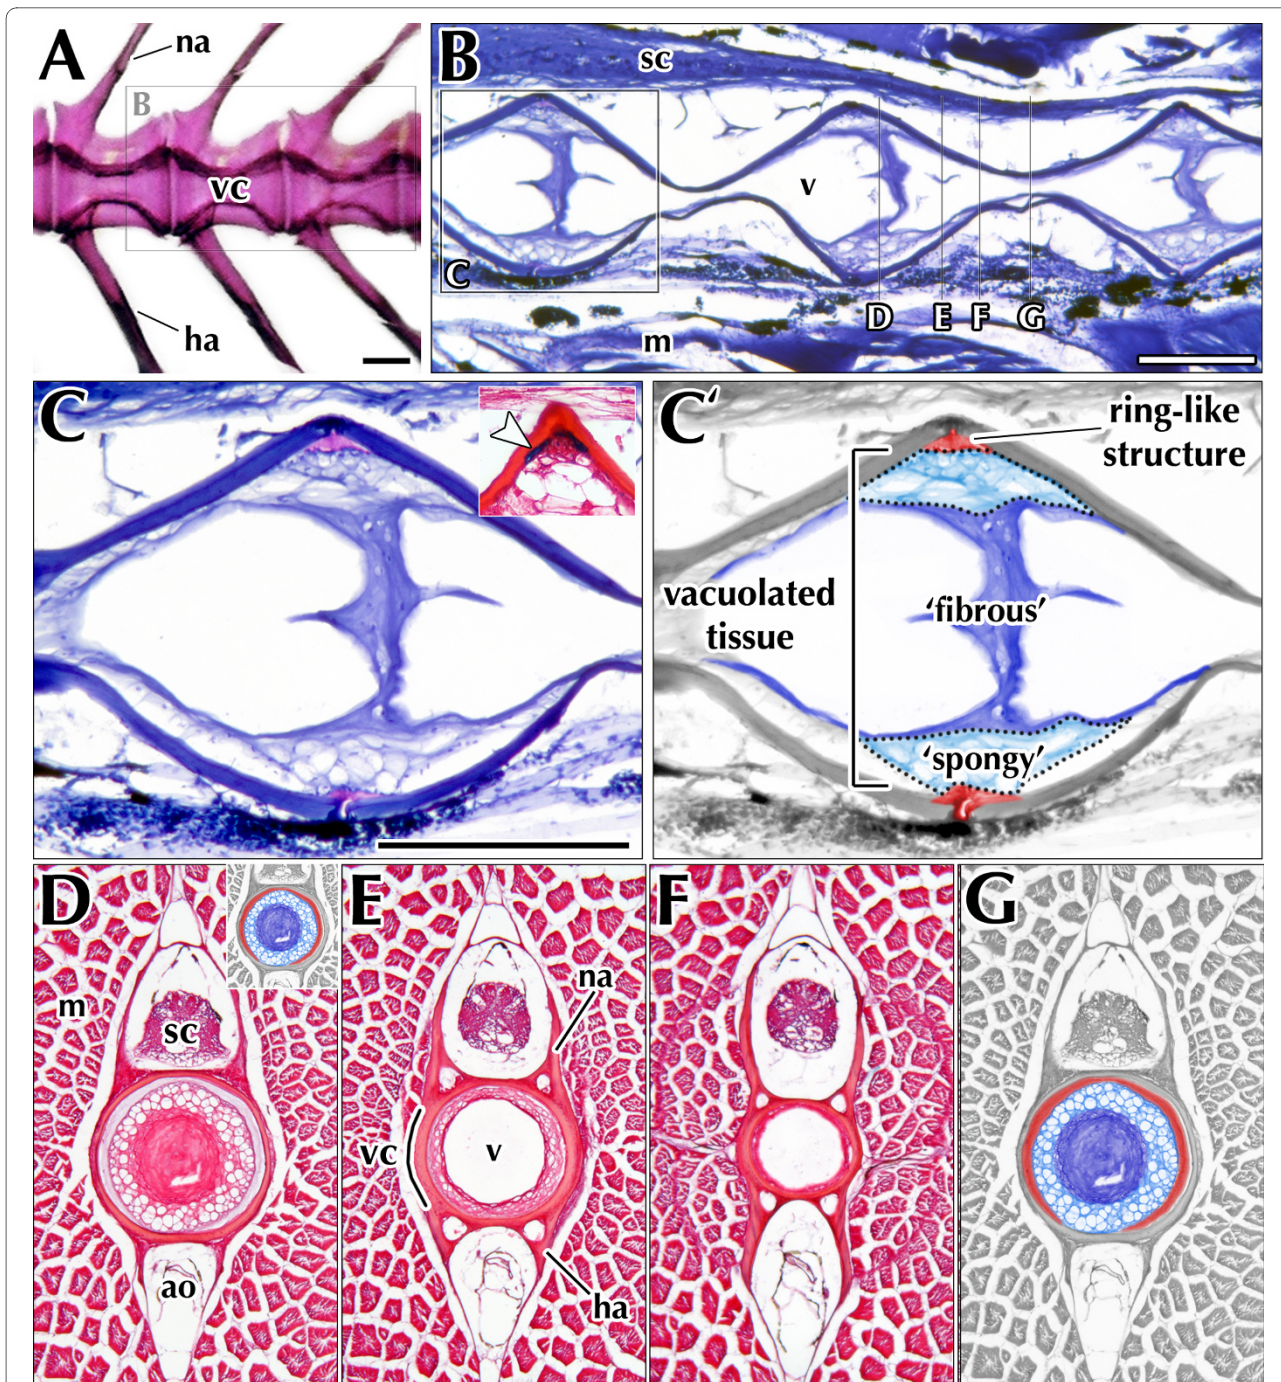 A
na
B
vc
ha
B
sc
v
C
D
E
F
G
m
C
C'
ring-like
structure
vacuolated
tissue
'fibrous'
'spongy'
D
m
sc
ao
E
na
vc
v
ha
F
G